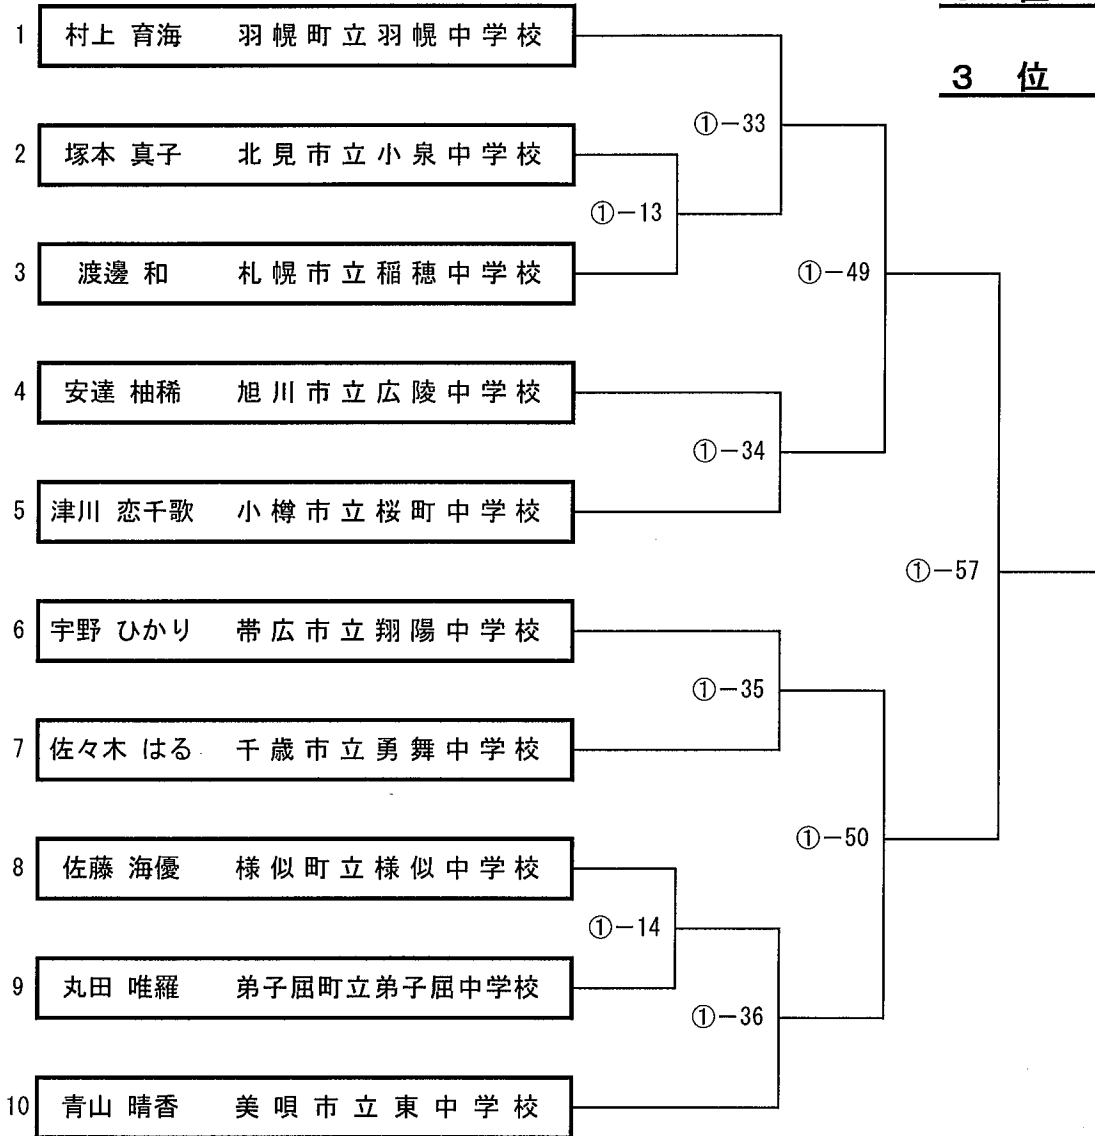 1 村上 育海 羽幌町立羽幌中学校
3 位
①－33
2 塚本 真子 北見市立小泉中学校
①－13
3 渡邊 和 札幌市立稲穂中学校
①－49
4 安達 柚稀 旭川市立広陵中学校
①－34
5 津川 恋千歌 小樽市立桜町中学校
①－57
6 宇野 ひかり 帯広市立翔陽中学校
①－35
7 佐々木 はる 千歳市立勇舞中学校
①－50
8 佐藤 海優 様似町立様似中学校
①－14
9 丸田 唯羅 弟子屈町立弟子屈中学校
①－36
10 青山 晴香 美唄市立東中学校